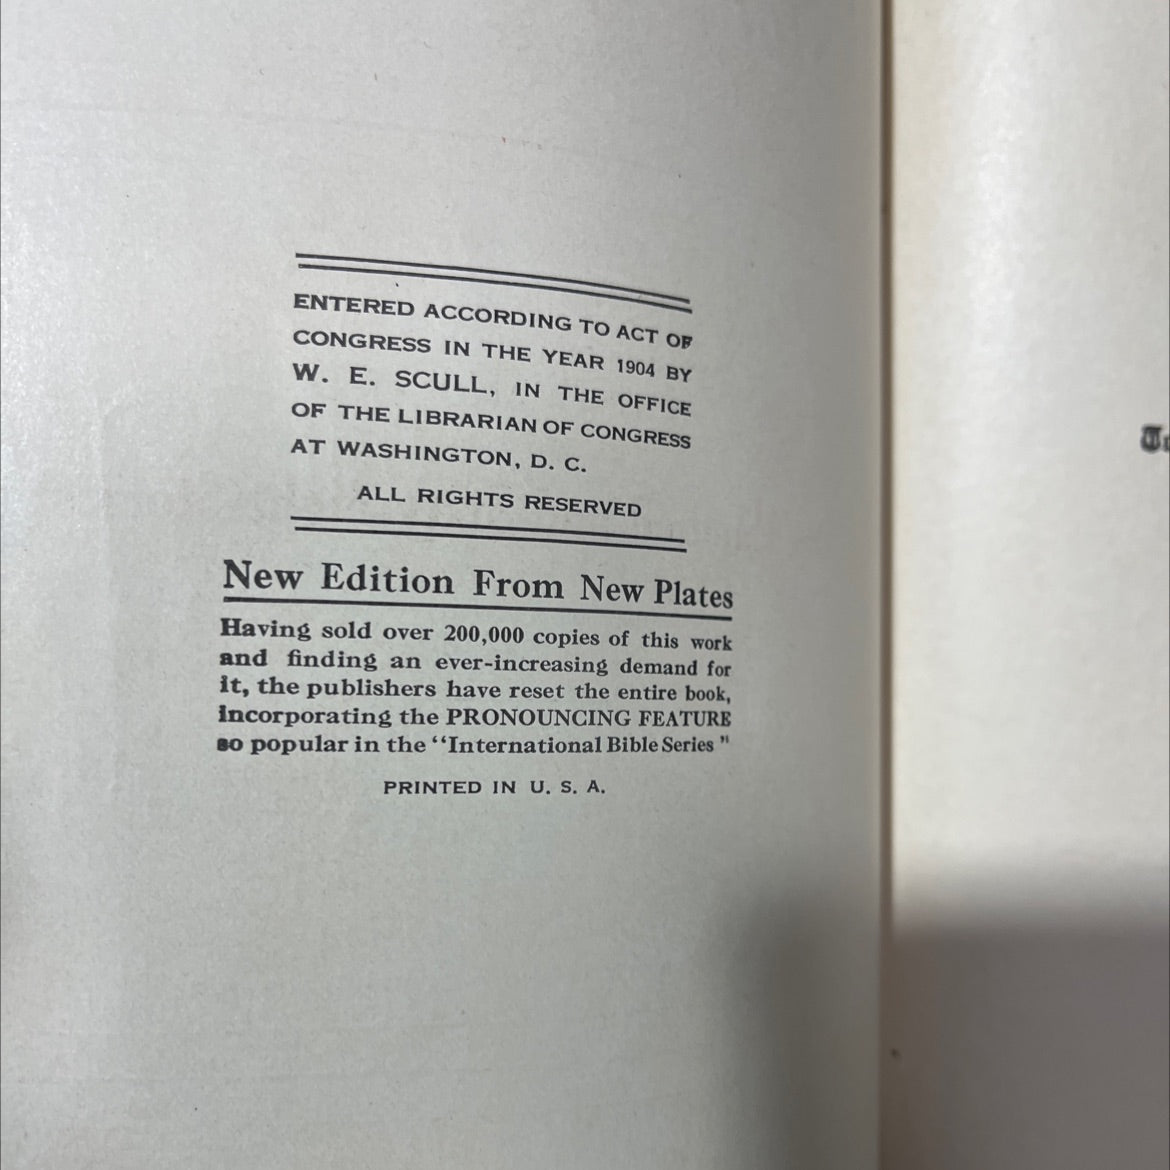 ENTERED ACCORDING TO ACT OF
CONGRESS IN THE YEAR 1904 BY
W. E. SCULL, IN THE OFFICE
OF THE LIBRARIAN OF CONGRESS
AT WASHINGTON, D. C.
ALL RIGHTS RESERVED
New Edition From New Plates
Having sold over 200,000 copies of this work
and finding an ever-increasing demand for
it, the publishers have reset the entire book,
incorporating the PRONOUNCING FEATURE
so popular in the “International Bible Series”
PRINTED IN U. S. A.